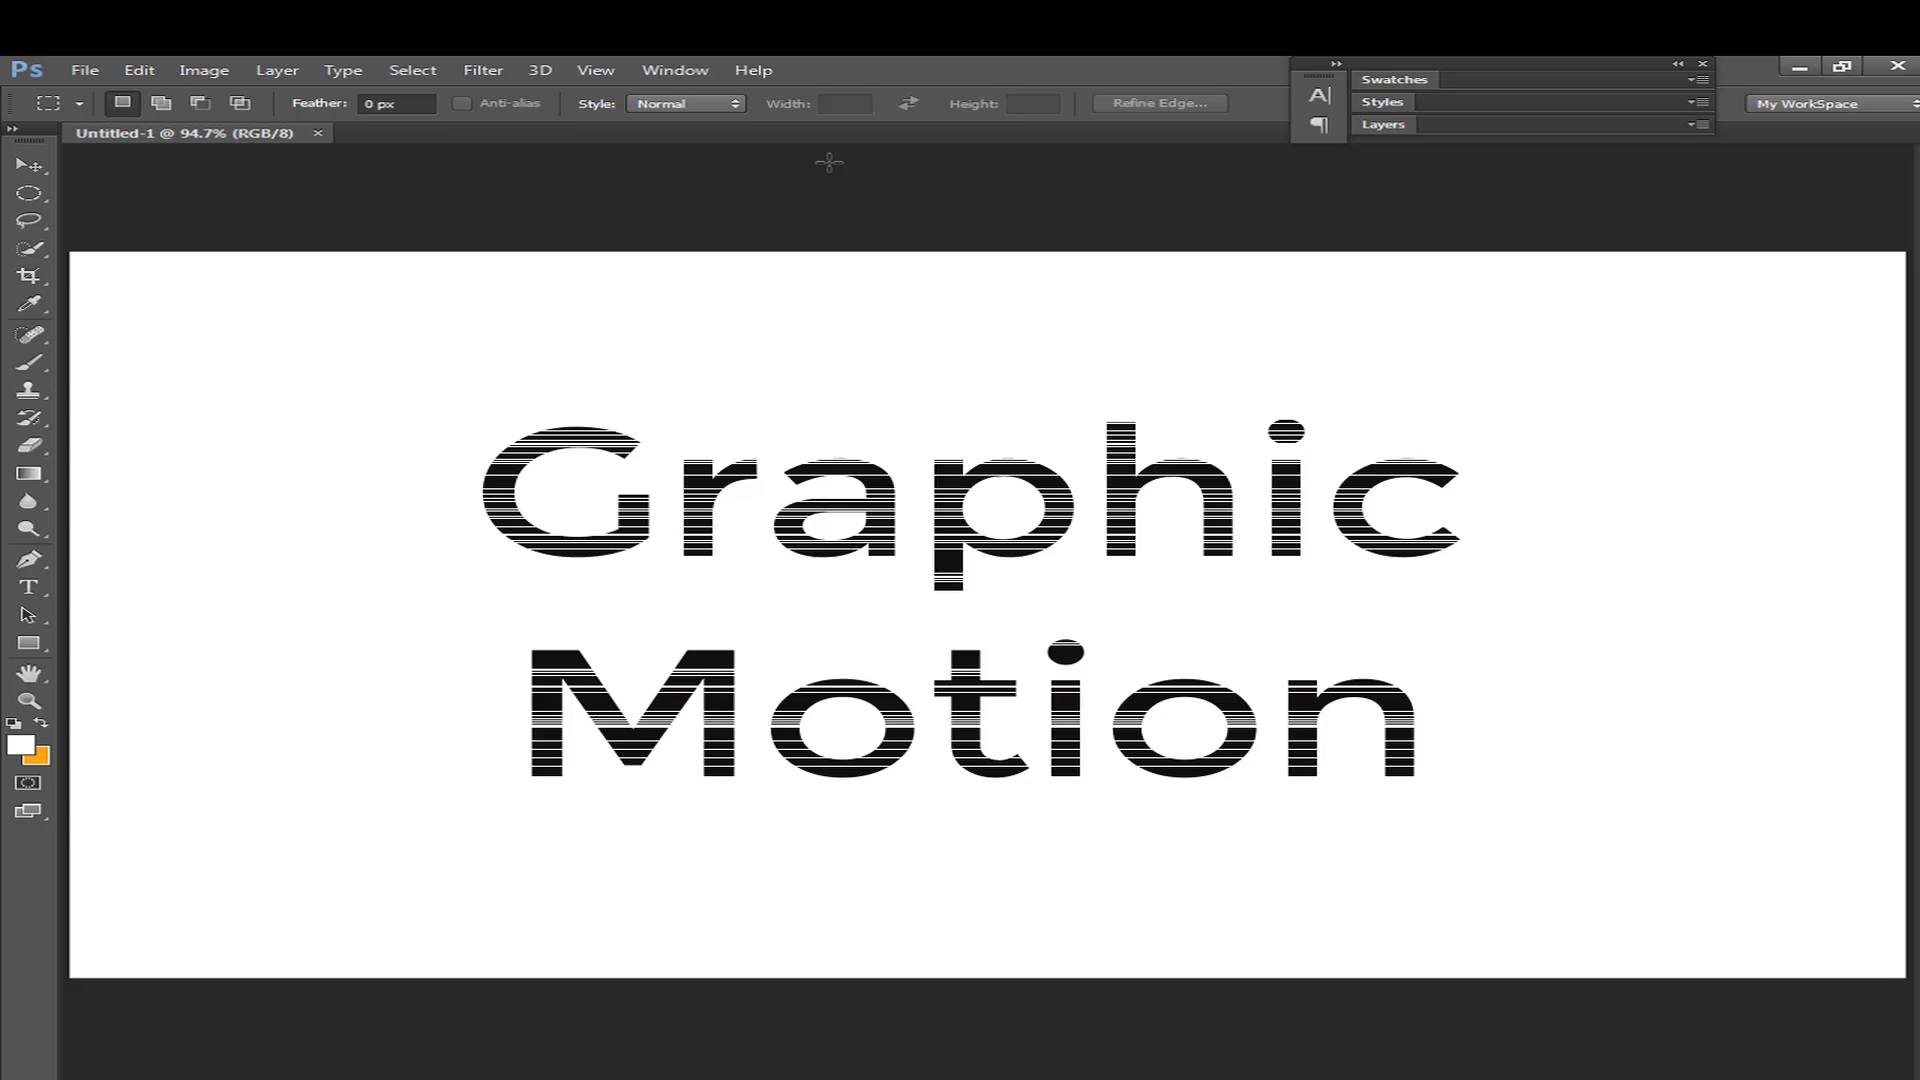 Ps File Edit Image Layer Type Select Filter 3D View Window Help
Feather: 0 px Anti-alias Style: Normal Width: Height: Refine Edge...
Swatches
Styles
Layers
My WorkSpace
Untitled-1 @ 94.7% (RGB/8)
Graphic
Motion